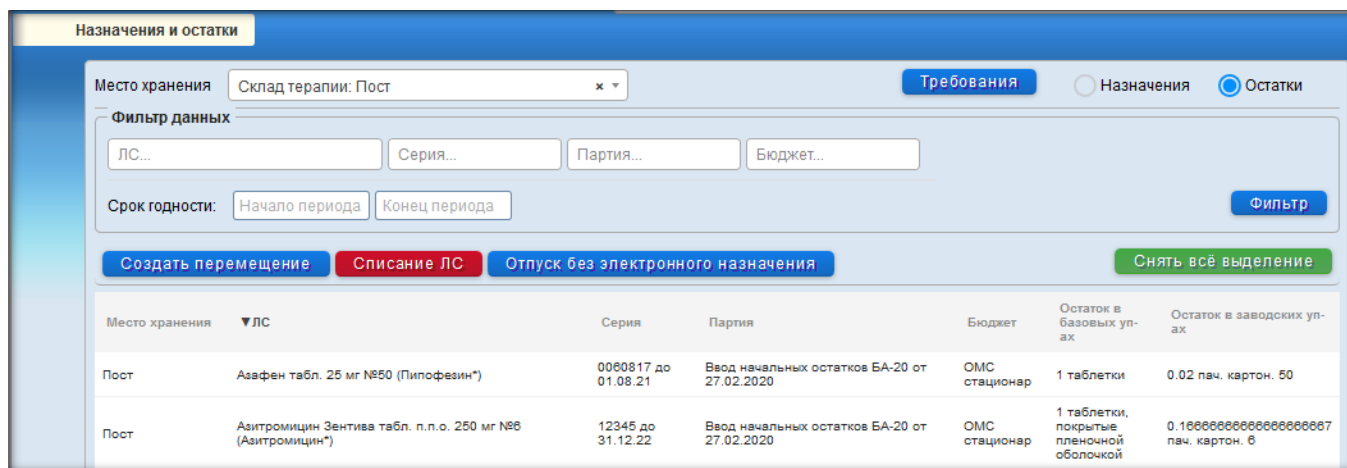 Назначения и остатки
Место хранения Склад терапии: Пост × Требования Назначения Остатки
Фильтр данных
ЛС... Серия... Партия... Бюджет...
Срок годности: Начало периода Конец периода Фильтр
Создать перемещение Списание ЛС Отпуск без электронного назначения Снять всё выделение
Место хранения ▼ЛС Серия Партия Бюджет Остаток в базовых уп-ах Остаток в заводских уп-ах
Пост Азафен табл. 25 мг №50 (Пипофезин*) 0060817 до 01.08.21 Ввод начальных остатков БА-20 от 27.02.2020 ОМС стационар 1 таблетки 0.02 пач. картон. 50
Пост Азитромицин Зентива табл. п.п.о. 250 мг №6 (Азитромицин*) 12345 до 31.12.22 Ввод начальных остатков БА-20 от 27.02.2020 ОМС стационар 1 таблетки, покрытые пленочной оболочкой 0.16666666666666666667 пач. картон. 6